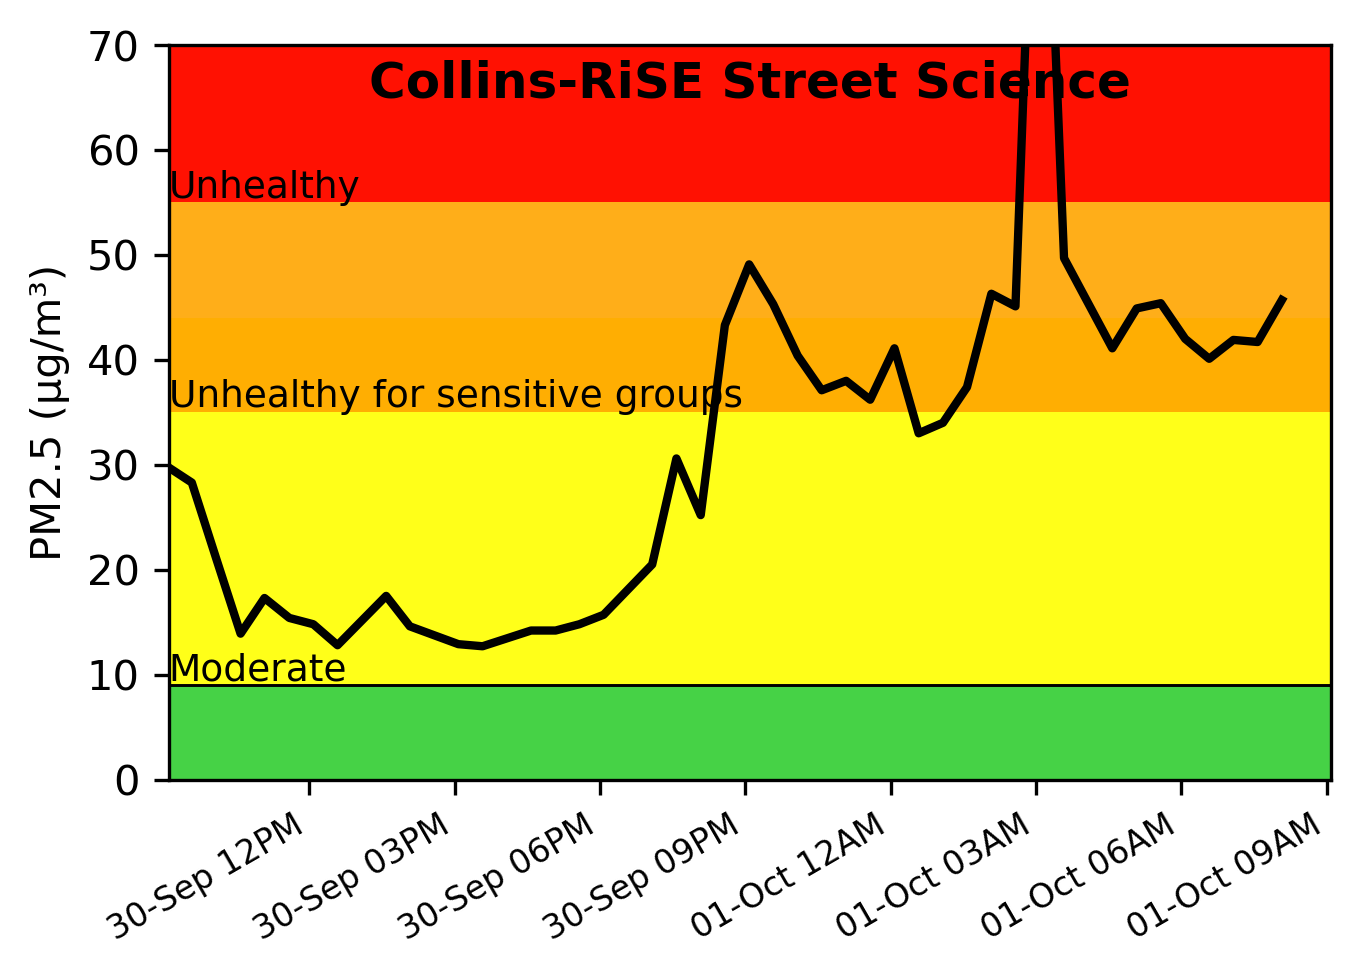 Collins-RiSE Street Science
70
60
50
40
30
20
10
0
PM2.5 (µg/m³)
Unhealthy
Unhealthy for sensitive groups
Moderate
30-Sep 12PM
30-Sep 03PM
30-Sep 06PM
30-Sep 09PM
01-Oct 12AM
01-Oct 03AM
01-Oct 06AM
01-Oct 09AM